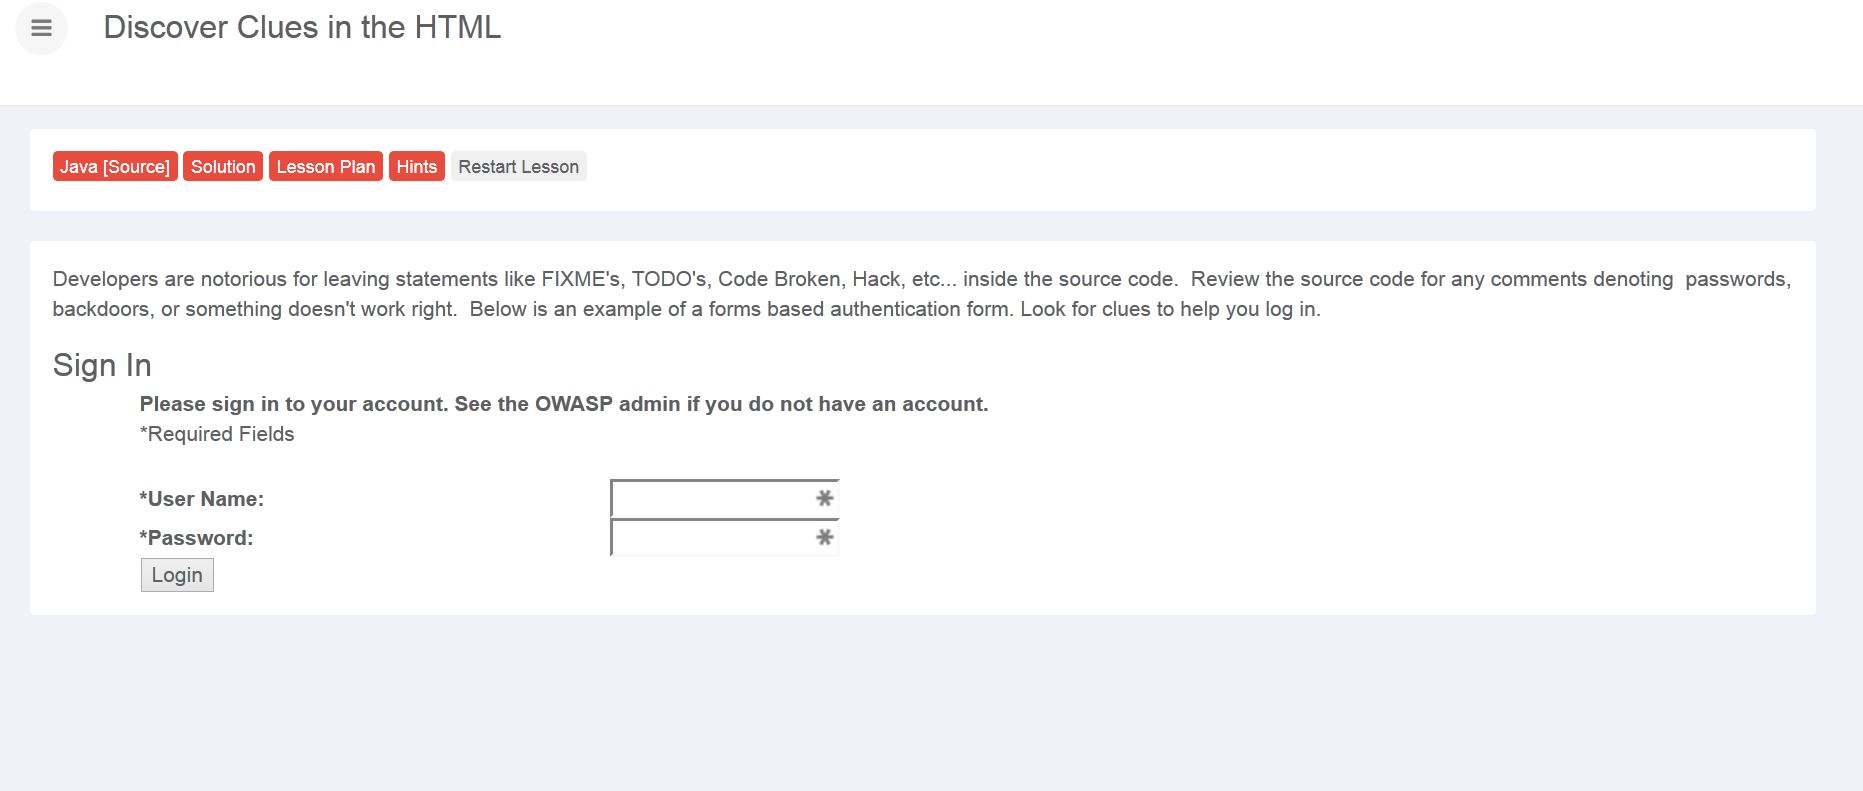 Discover Clues in the HTML
Java [Source] Solution Lesson Plan Hints Restart Lesson
Developers are notorious for leaving statements like FIXME's, TODO's, Code Broken, Hack, etc... inside the source code.  Review the source code for any comments denoting  passwords,
backdoors, or something doesn't work right.  Below is an example of a forms based authentication form. Look for clues to help you log in.
Sign In
Please sign in to your account. See the OWASP admin if you do not have an account.
*Required Fields
*User Name:
*Password:
Login